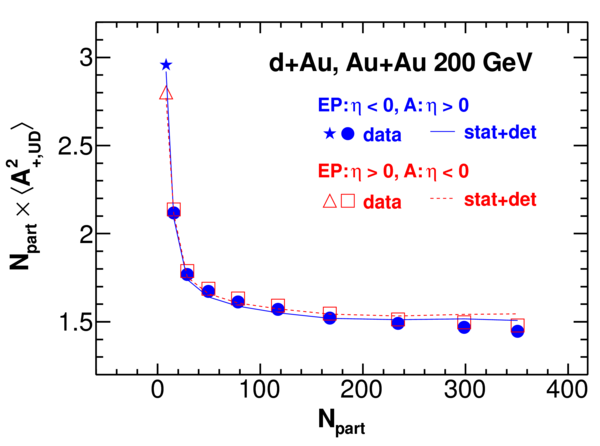 d+Au, Au+Au 200 GeV
EP: η < 0, A: η > 0
data stat+det
EP: η > 0, A: η < 0
data stat+det
3
2.5
2
1.5
N_part × ⟨A²_+,UD⟩
0 100 200 300 400
N_part